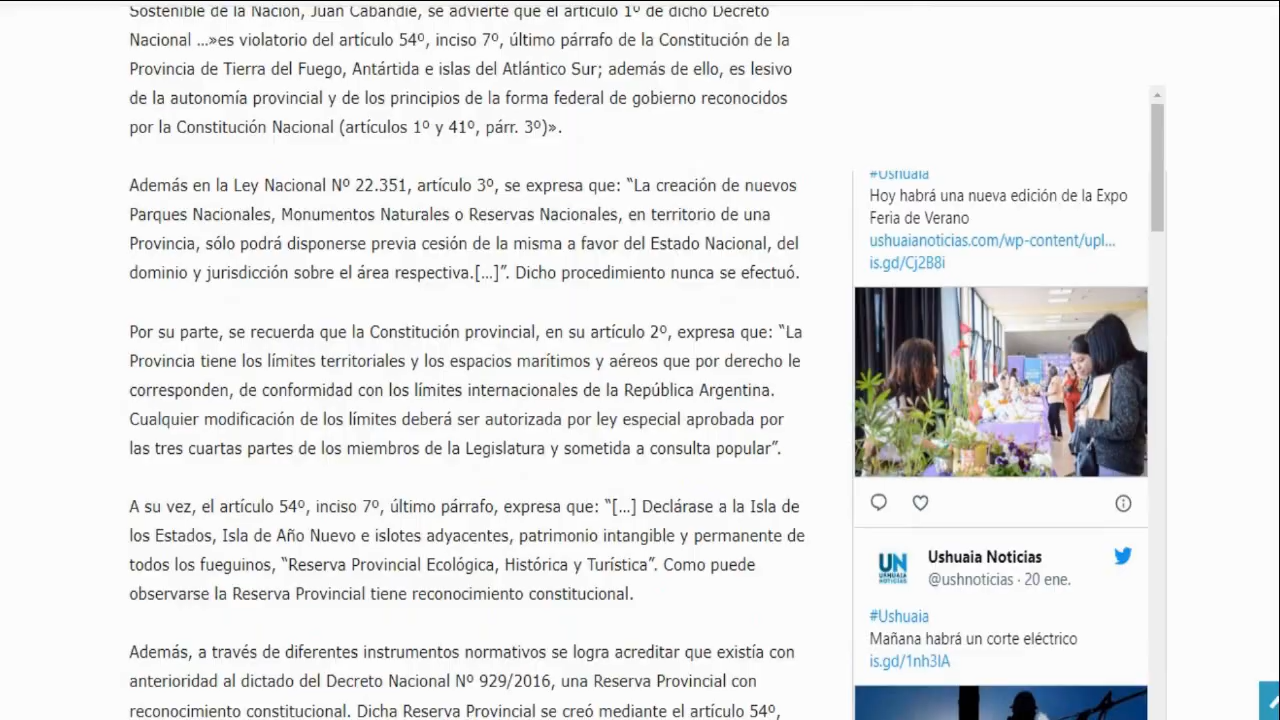 Sostenible de la Nación, Juan Cabandié, se advierte que el artículo 1º de dicho Decreto
Nacional …»es violatorio del artículo 54º, inciso 7º, último párrafo de la Constitución de la
Provincia de Tierra del Fuego, Antártida e islas del Atlántico Sur; además de ello, es lesivo
de la autonomía provincial y de los principios de la forma federal de gobierno reconocidos
por la Constitución Nacional (artículos 1º y 41º, párr. 3º)».
Además en la Ley Nacional Nº 22.351, artículo 3º, se expresa que: “La creación de nuevos
Parques Nacionales, Monumentos Naturales o Reservas Nacionales, en territorio de una
Provincia, sólo podrá disponerse previa cesión de la misma a favor del Estado Nacional, del
dominio y jurisdicción sobre el área respectiva.[…]”. Dicho procedimiento nunca se efectuó.
Por su parte, se recuerda que la Constitución provincial, en su artículo 2º, expresa que: “La
Provincia tiene los límites territoriales y los espacios marítimos y aéreos que por derecho le
corresponden, de conformidad con los límites internacionales de la República Argentina.
Cualquier modificación de los límites deberá ser autorizada por ley especial aprobada por
las tres cuartas partes de los miembros de la Legislatura y sometida a consulta popular”.
A su vez, el artículo 54º, inciso 7º, último párrafo, expresa que: “[…] Declárase a la Isla de
los Estados, Isla de Año Nuevo e islotes adyacentes, patrimonio intangible y permanente de
todos los fueguinos, “Reserva Provincial Ecológica, Histórica y Turística”. Como puede
observarse la Reserva Provincial tiene reconocimiento constitucional.
Además, a través de diferentes instrumentos normativos se logra acreditar que existía con
anterioridad al dictado del Decreto Nacional Nº 929/2016, una Reserva Provincial con
reconocimiento constitucional. Dicha Reserva Provincial se creó mediante el artículo 54º,
#Ushuaia
Hoy habrá una nueva edición de la Expo
Feria de Verano
ushuaianoticias.com/wp-content/upl…
is.gd/Cj2B8i
UN
USHUAIA
NOTICIAS
Ushuaia Noticias
@ushnoticias · 20 ene.
#Ushuaia
Mañana habrá un corte eléctrico
is.gd/1nh3lA